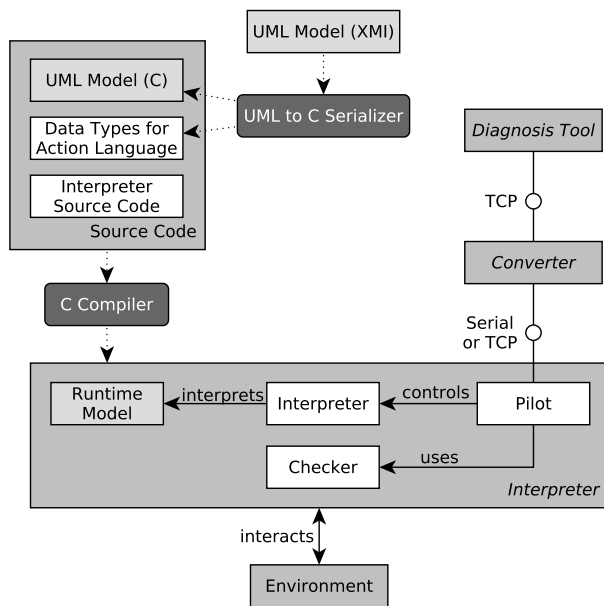 UML Model (XMI)
UML Model (C)
UML to C Serializer
Data Types for
Action Language
Interpreter
Source Code
Source Code
Diagnosis Tool
TCP
Converter
C Compiler
Serial
or TCP
Runtime
Model
interprets
Interpreter
controls
Pilot
Checker
uses
Interpreter
interacts
Environment